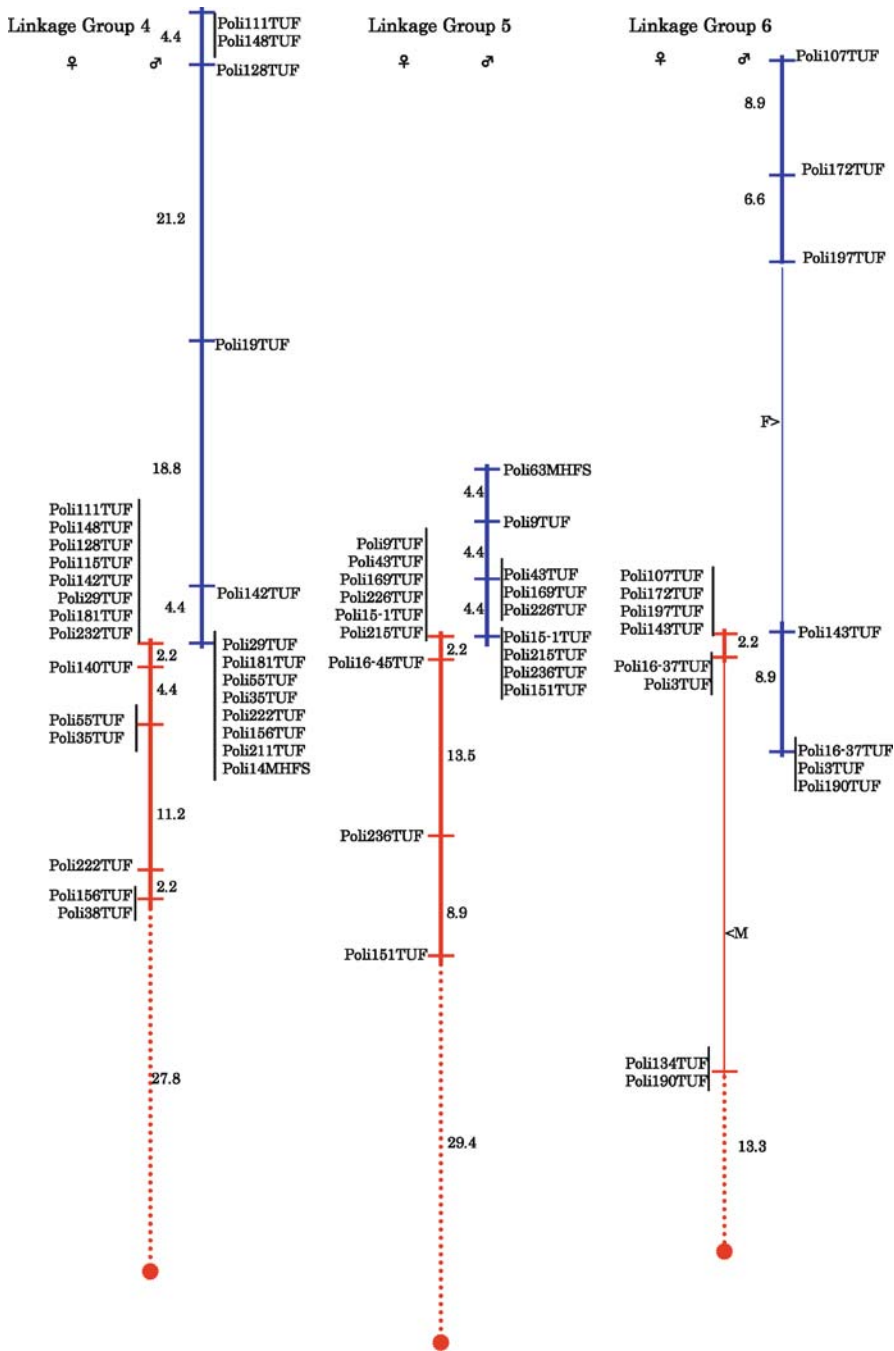 Linkage Group 4
♀
♂
4.4
Poli111TUF
Poli148TUF
Poli128TUF
21.2
Poli19TUF
18.8
Poli142TUF
4.4
Poli29TUF
Poli181TUF
Poli55TUF
Poli35TUF
Poli222TUF
Poli156TUF
Poli211TUF
Poli14MHFS
Poli111TUF
Poli148TUF
Poli128TUF
Poli115TUF
Poli142TUF
Poli29TUF
Poli181TUF
Poli232TUF
2.2
Poli140TUF
4.4
Poli55TUF
Poli35TUF
11.2
Poli222TUF
2.2
Poli156TUF
Poli38TUF
27.8
Linkage Group 5
♀
♂
Poli63MHFS
4.4
Poli9TUF
4.4
Poli43TUF
Poli169TUF
Poli226TUF
4.4
Poli15-1TUF
Poli215TUF
Poli236TUF
Poli151TUF
Poli9TUF
Poli43TUF
Poli169TUF
Poli226TUF
Poli15-1TUF
Poli215TUF
2.2
Poli16-45TUF
13.5
Poli236TUF
8.9
Poli151TUF
29.4
Linkage Group 6
♀
♂
Poli107TUF
8.9
Poli172TUF
6.6
Poli197TUF
F>
Poli143TUF
8.9
Poli16-37TUF
Poli3TUF
Poli190TUF
Poli107TUF
Poli172TUF
Poli197TUF
Poli143TUF
2.2
Poli16-37TUF
Poli3TUF
<M
Poli134TUF
Poli190TUF
13.3